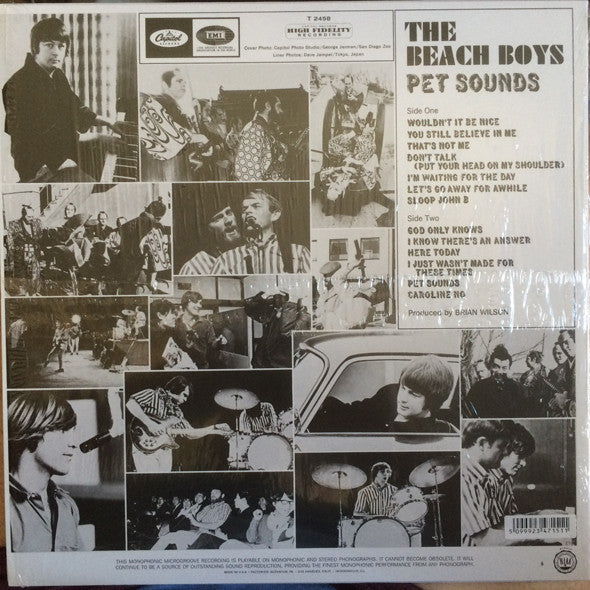 Capitol
EMI
T 2458
HIGH FIDELITY
RECORDING
Cover Photo: Capitol Photo Studio/George Jerman/San Diego Zoo
Liner Photos: Dave Jampel/Tokyo, Japan
THE
BEACH BOYS
PET SOUNDS
Side One
WOULDN'T IT BE NICE
YOU STILL BELIEVE IN ME
THAT'S NOT ME
DON'T TALK
(PUT YOUR HEAD ON MY SHOULDER)
I'M WAITING FOR THE DAY
LET'S GO AWAY FOR AWHILE
SLOOP JOHN B
Side Two
GOD ONLY KNOWS
I KNOW THERE'S AN ANSWER
HERE TODAY
I JUST WASN'T MADE FOR
THESE TIMES
PET SOUNDS
CAROLINE NO
Produced by BRIAN WILSON
5 099923 471511
THIS MONOPHONIC MICROGROOVE RECORDING IS PLAYABLE ON MONOPHONIC AND STEREO PHONOGRAPHS. IT CANNOT BECOME OBSOLETE. IT WILL
CONTINUE TO BE A SOURCE OF OUTSTANDING SOUND REPRODUCTION, PROVIDING THE FINEST MONOPHONIC PERFORMANCE FROM ANY PHONOGRAPH.